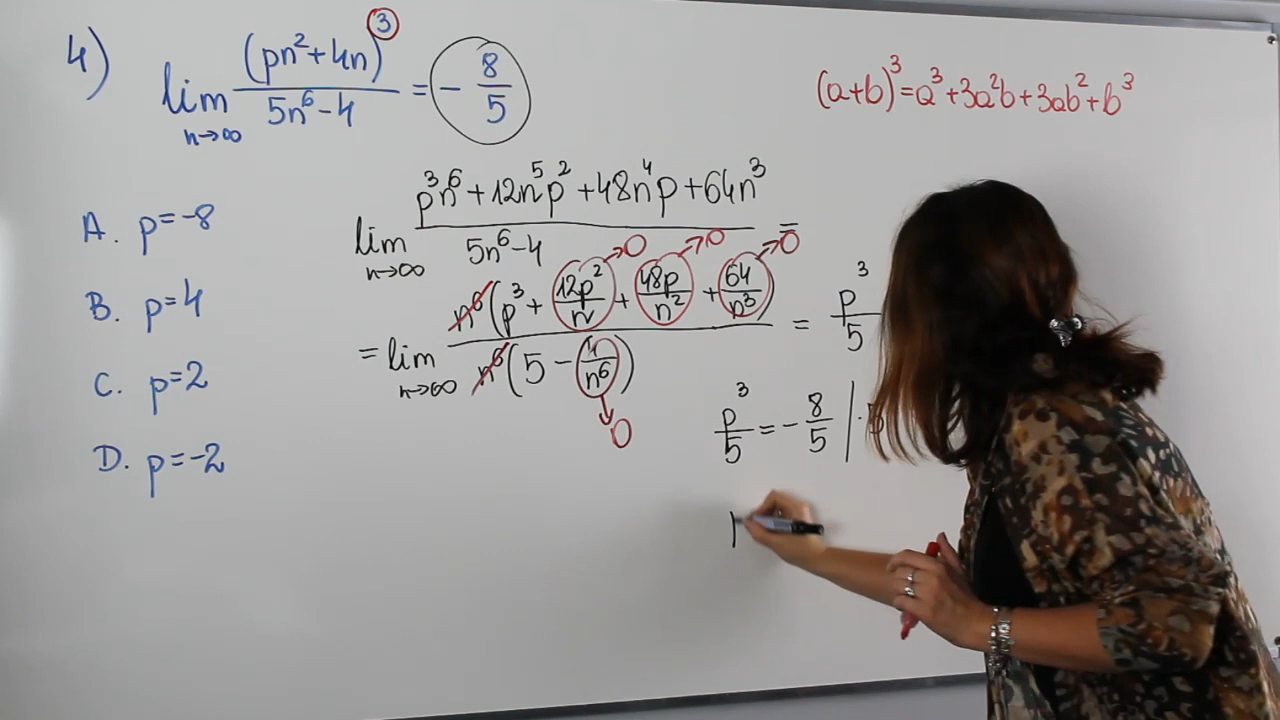 4) lim n→∞ (pn²+4n)³ / 5n⁶-4 = - 8/5
(a+b)³=a³+3a²b+3ab²+b³
lim n→∞ p³n⁶+12n⁵p²+48n⁴p+64n³ / 5n⁶-4 =
→0 →0 →0
= lim n→∞ n⁶(p³+ 12p²/n + 48p/n² + 64/n³) / n⁶(5 - 4/n⁶) = p³/5
→0
p³/5 = - 8/5 | ·5
A. p=-8
B. p=4
C. p=2
D. p=-2